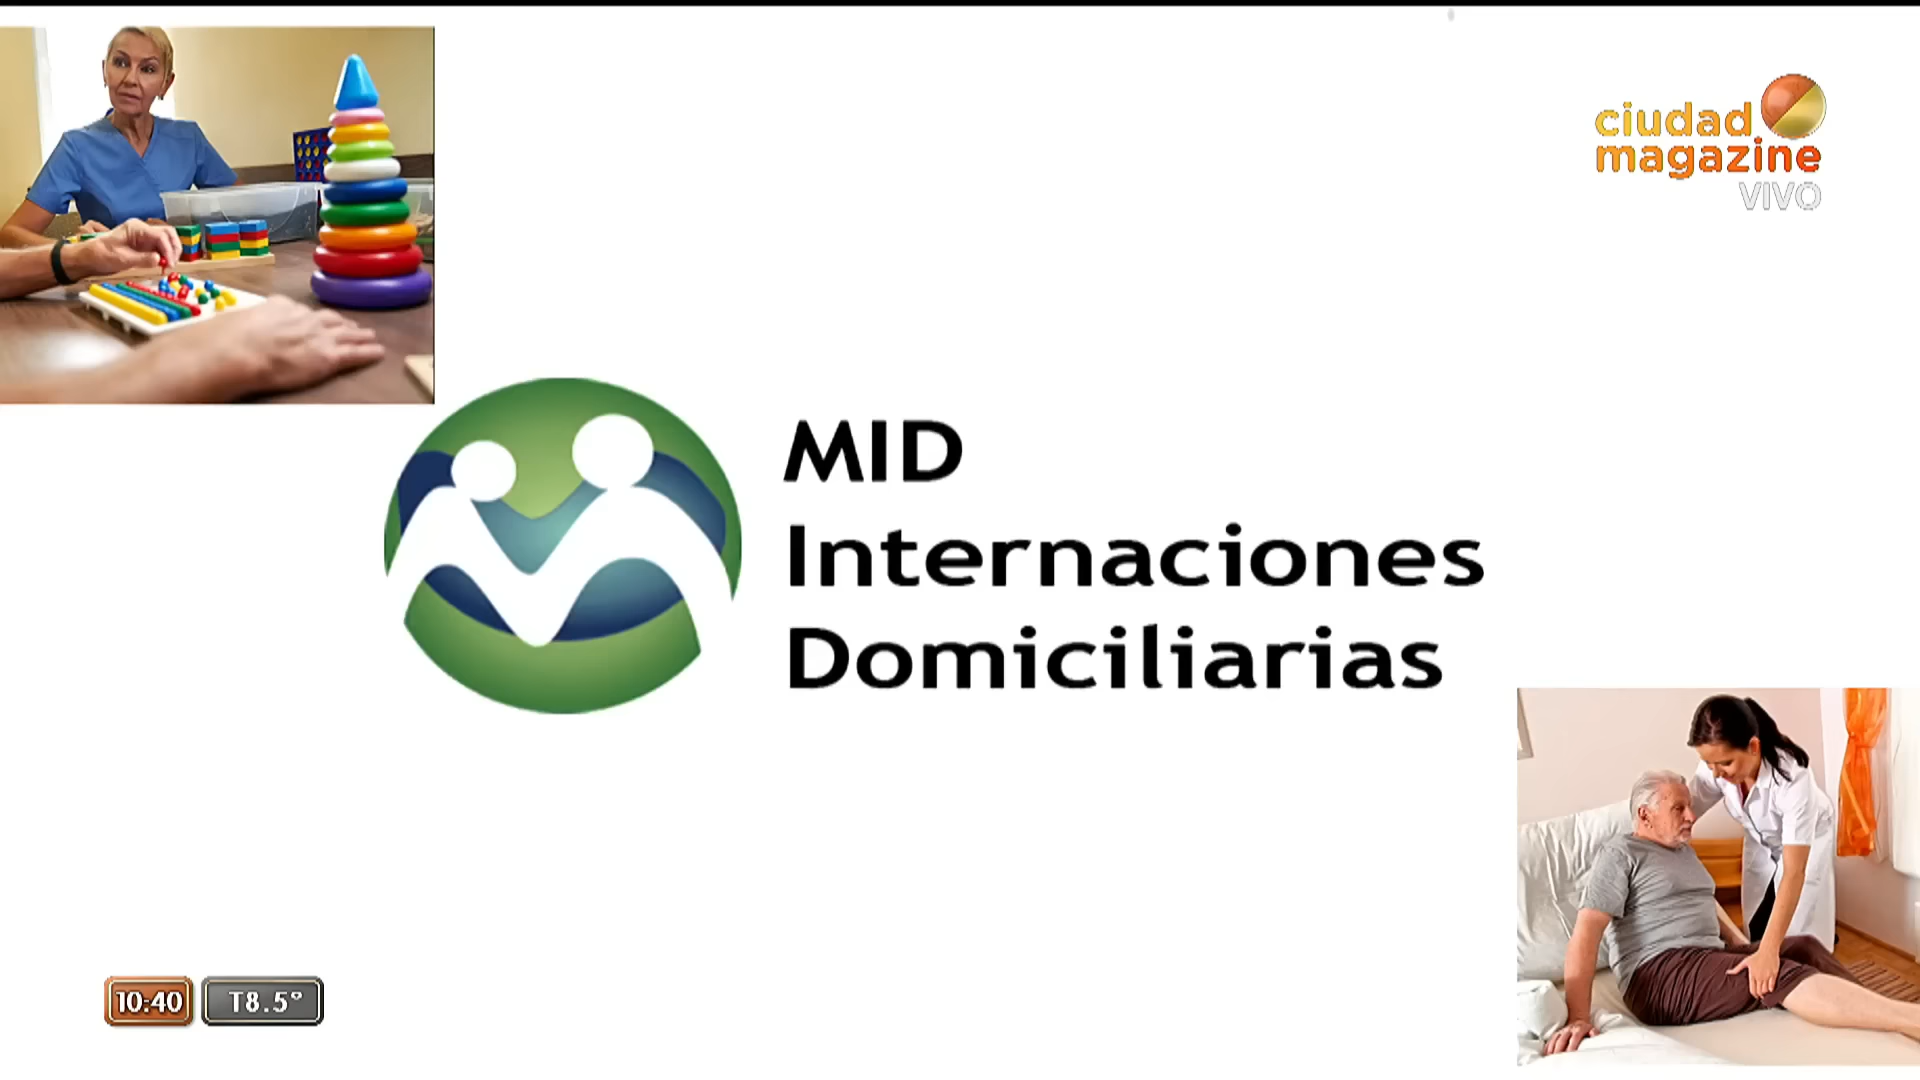 ciudad
magazine
VIVO
MID
Internaciones
Domiciliarias
10:40
T8.5°